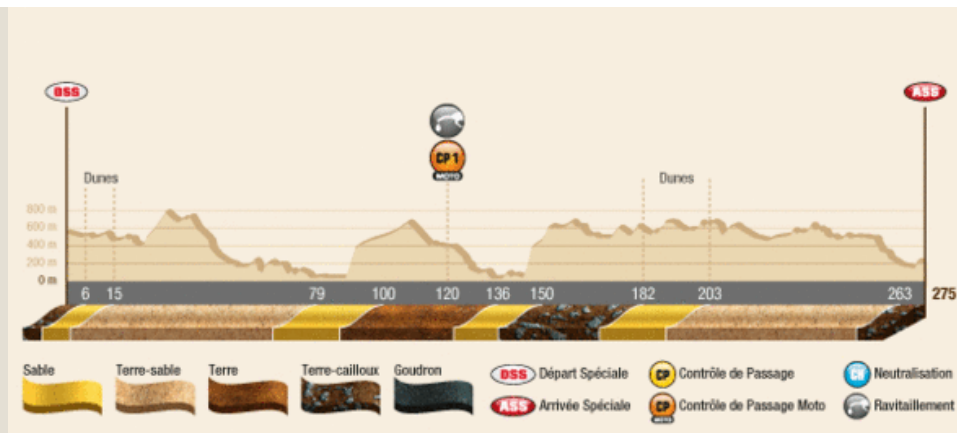 DSS
ASS
CP 1
MOTO
Dunes
Dunes
800 m
600 m
400 m
200 m
0 m
6 15 79 100 120 136 150 182 203 263 275
Sable Terre-sable Terre Terre-cailloux Goudron
DSS Départ Spéciale
CP Contrôle de Passage
CN Neutralisation
ASS Arrivée Spéciale
CP MOTO Contrôle de Passage Moto
Ravitaillement